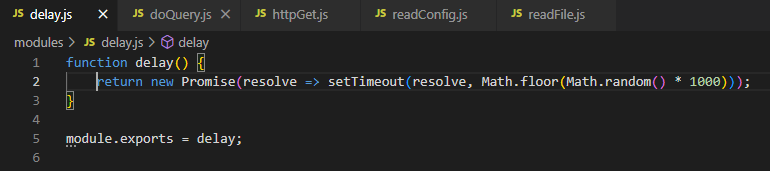 JS delay.js × JS doQuery.js JS httpGet.js JS readConfig.js JS readFile.js
modules > JS delay.js > delay
1 function delay() {
2 return new Promise(resolve => setTimeout(resolve, Math.floor(Math.random() * 1000)));
3 }
4
5 module.exports = delay;
6